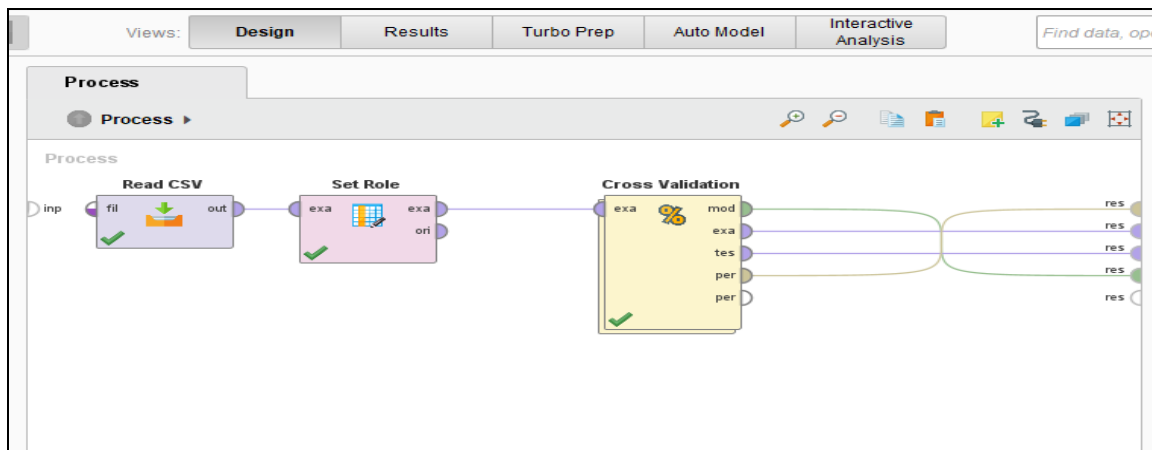 Views: Design Results Turbo Prep Auto Model Interactive Analysis Find data, ope
Process
Process
Process
Read CSV Set Role Cross Validation
inp fil out exa exa exa mod res
ori exa res
tes res
per res
per res